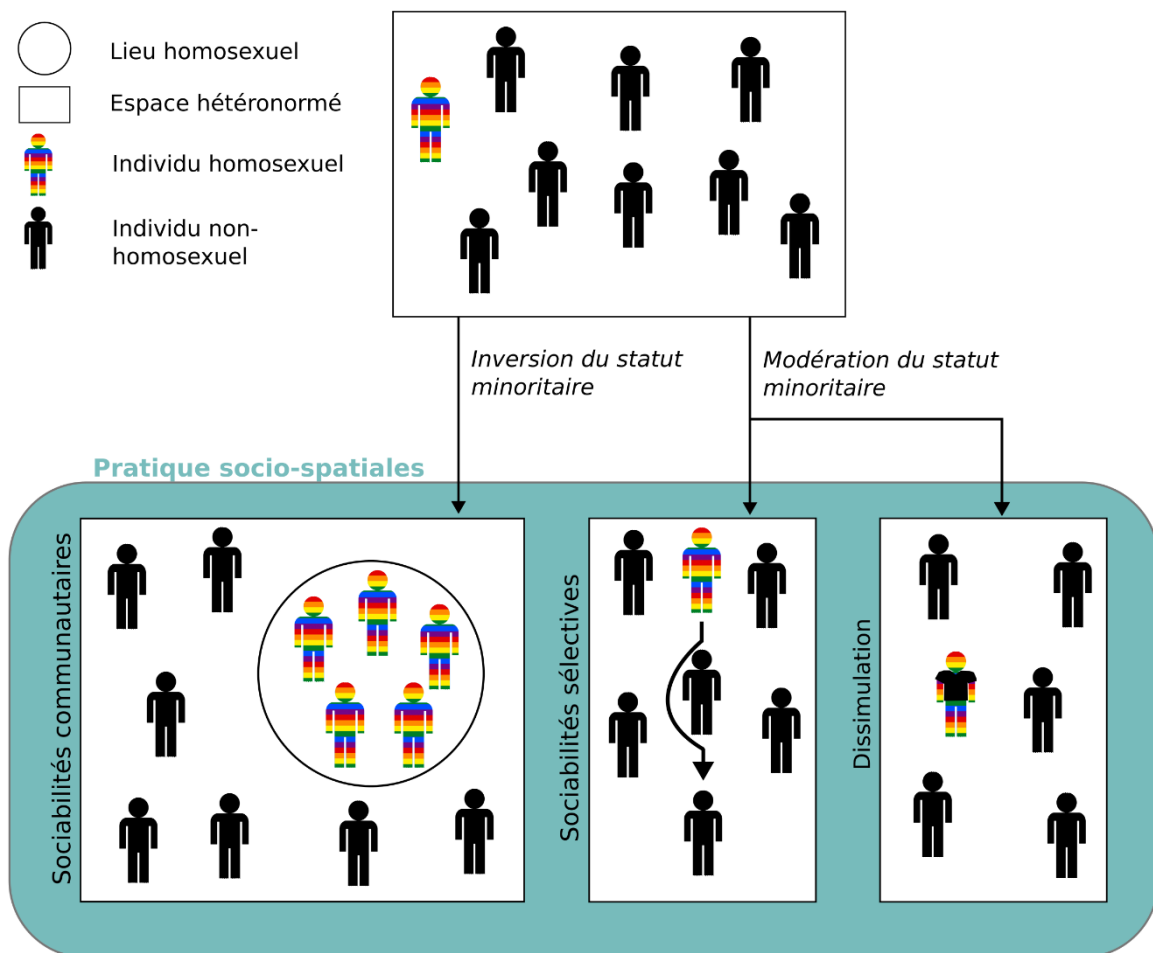 Lieu homosexuel
Espace hétéronormé
Individu homosexuel
Individu non-
homosexuel
Inversion du statut
minoritaire
Modération du statut
minoritaire
Pratique socio-spatiales
Sociabilités communautaires
Sociabilités sélectives
Dissimulation